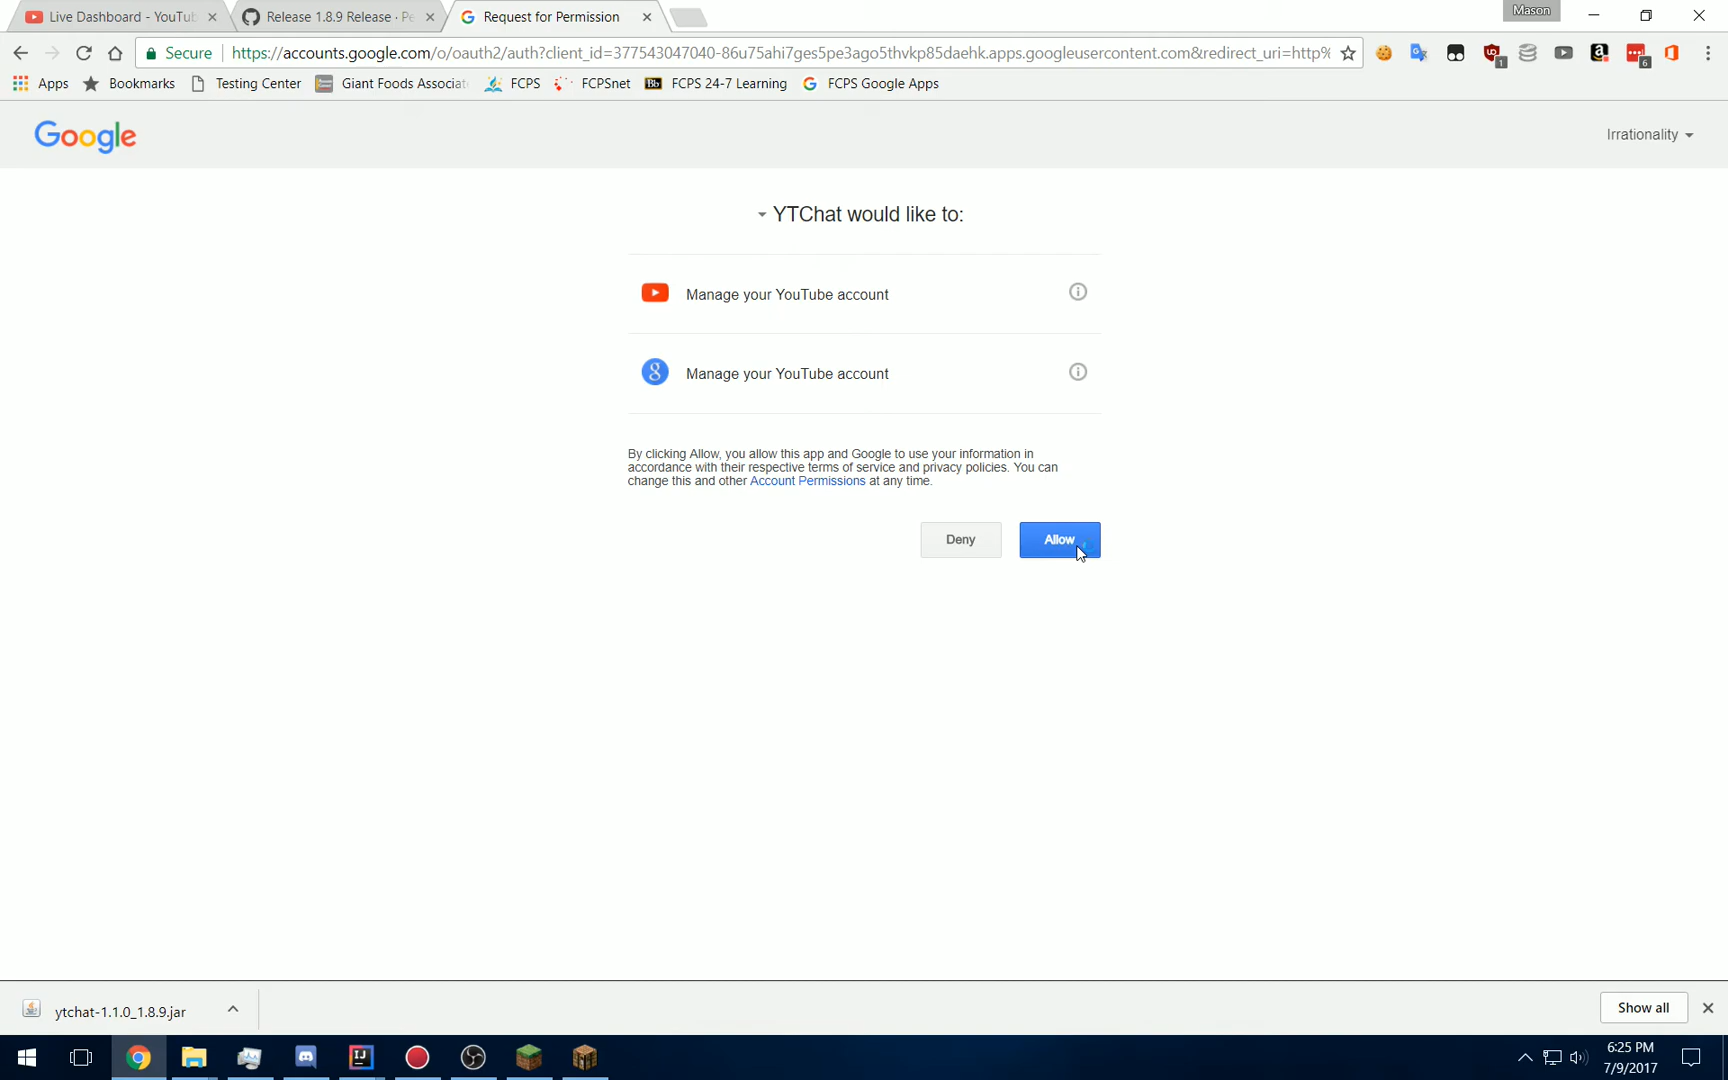 Live Dashboard - YouTub
Release 1.8.9 Release · Pe
Request for Permission
Mason
Secure
https://accounts.google.com/o/oauth2/auth?client_id=377543047040-86u75ahi7ges5pe3ago5thvkp85daehk.apps.googleusercontent.com&redirect_uri=http%
1
6
Apps
Bookmarks
Testing Center
Giant Foods Associat
FCPS
FCPSnet
Bb
FCPS 24-7 Learning
FCPS Google Apps
Google
Irrationality
YTChat would like to:
Manage your YouTube account
Manage your YouTube account
By clicking Allow, you allow this app and Google to use your information in
accordance with their respective terms of service and privacy policies. You can
change this and other Account Permissions at any time.
Deny
Allow
ytchat-1.1.0_1.8.9.jar
Show all
6:25 PM
7/9/2017